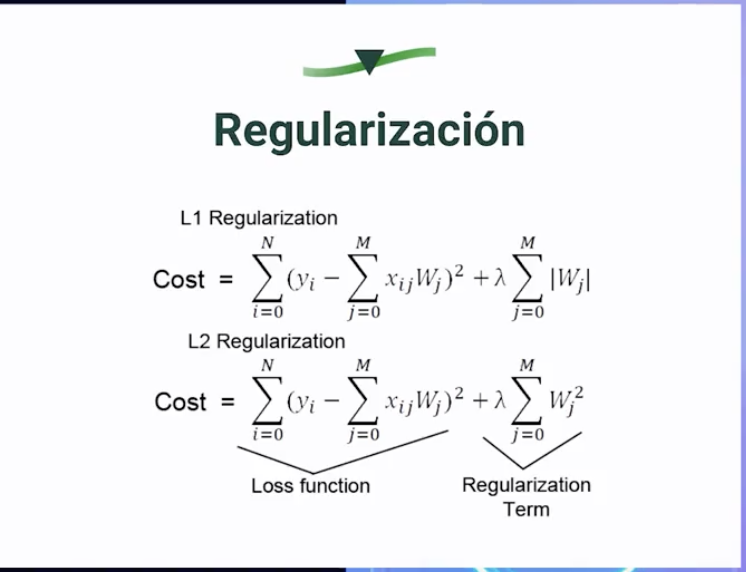 Regularización
L1 Regularization
Cost = \sum_{i=0}^{N} (y_i - \sum_{j=0}^{M} x_{ij} W_j)^2 + \lambda \sum_{j=0}^{M} |W_j|
L2 Regularization
Cost = \sum_{i=0}^{N} (y_i - \sum_{j=0}^{M} x_{ij} W_j)^2 + \lambda \sum_{j=0}^{M} W_j^2
Loss function
Regularization
Term